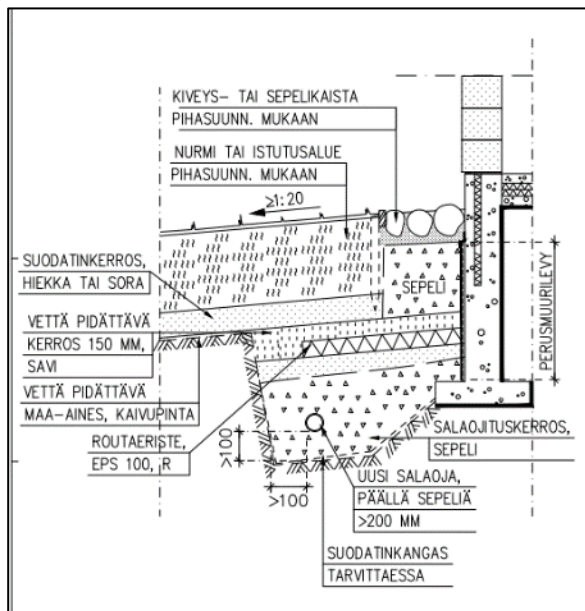 KIVEYS- TAI SEPELIKAISTA
PIHASUUNN. MUKAAN
NURMI TAI ISTUTUSALUE
PIHASUUNN. MUKAAN
≥1:20
SUODATINKERROS,
HIEKKA TAI SORA
SEPELI
PERUSMUURILEVY
VETTÄ PIDÄTTÄVÄ
KERROS 150 MM,
SAVI
VETTÄ PIDÄTTÄVÄ
MAA-AINES, KAIVUPINTA
ROUTAERISTE,
EPS 100, R
>100
>100
SALAOJITUSKERROS,
SEPELI
UUSI SALAOJA,
PÄÄLLÄ SEPELIÄ
>200 MM
SUODATINKANGAS
TARVITTAESSA